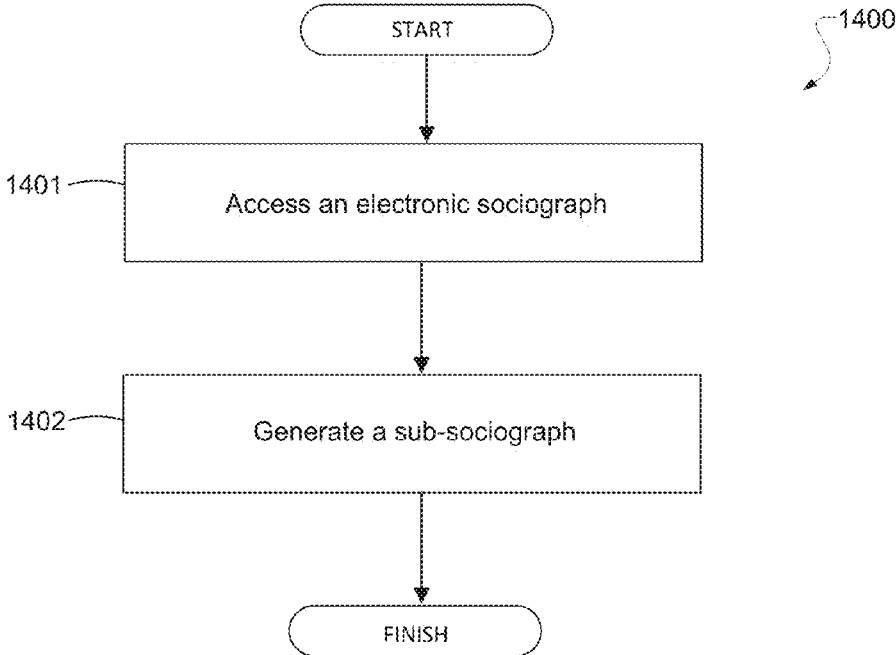 START
1400
1401
Access an electronic sociograph
1402
Generate a sub-sociograph
FINISH